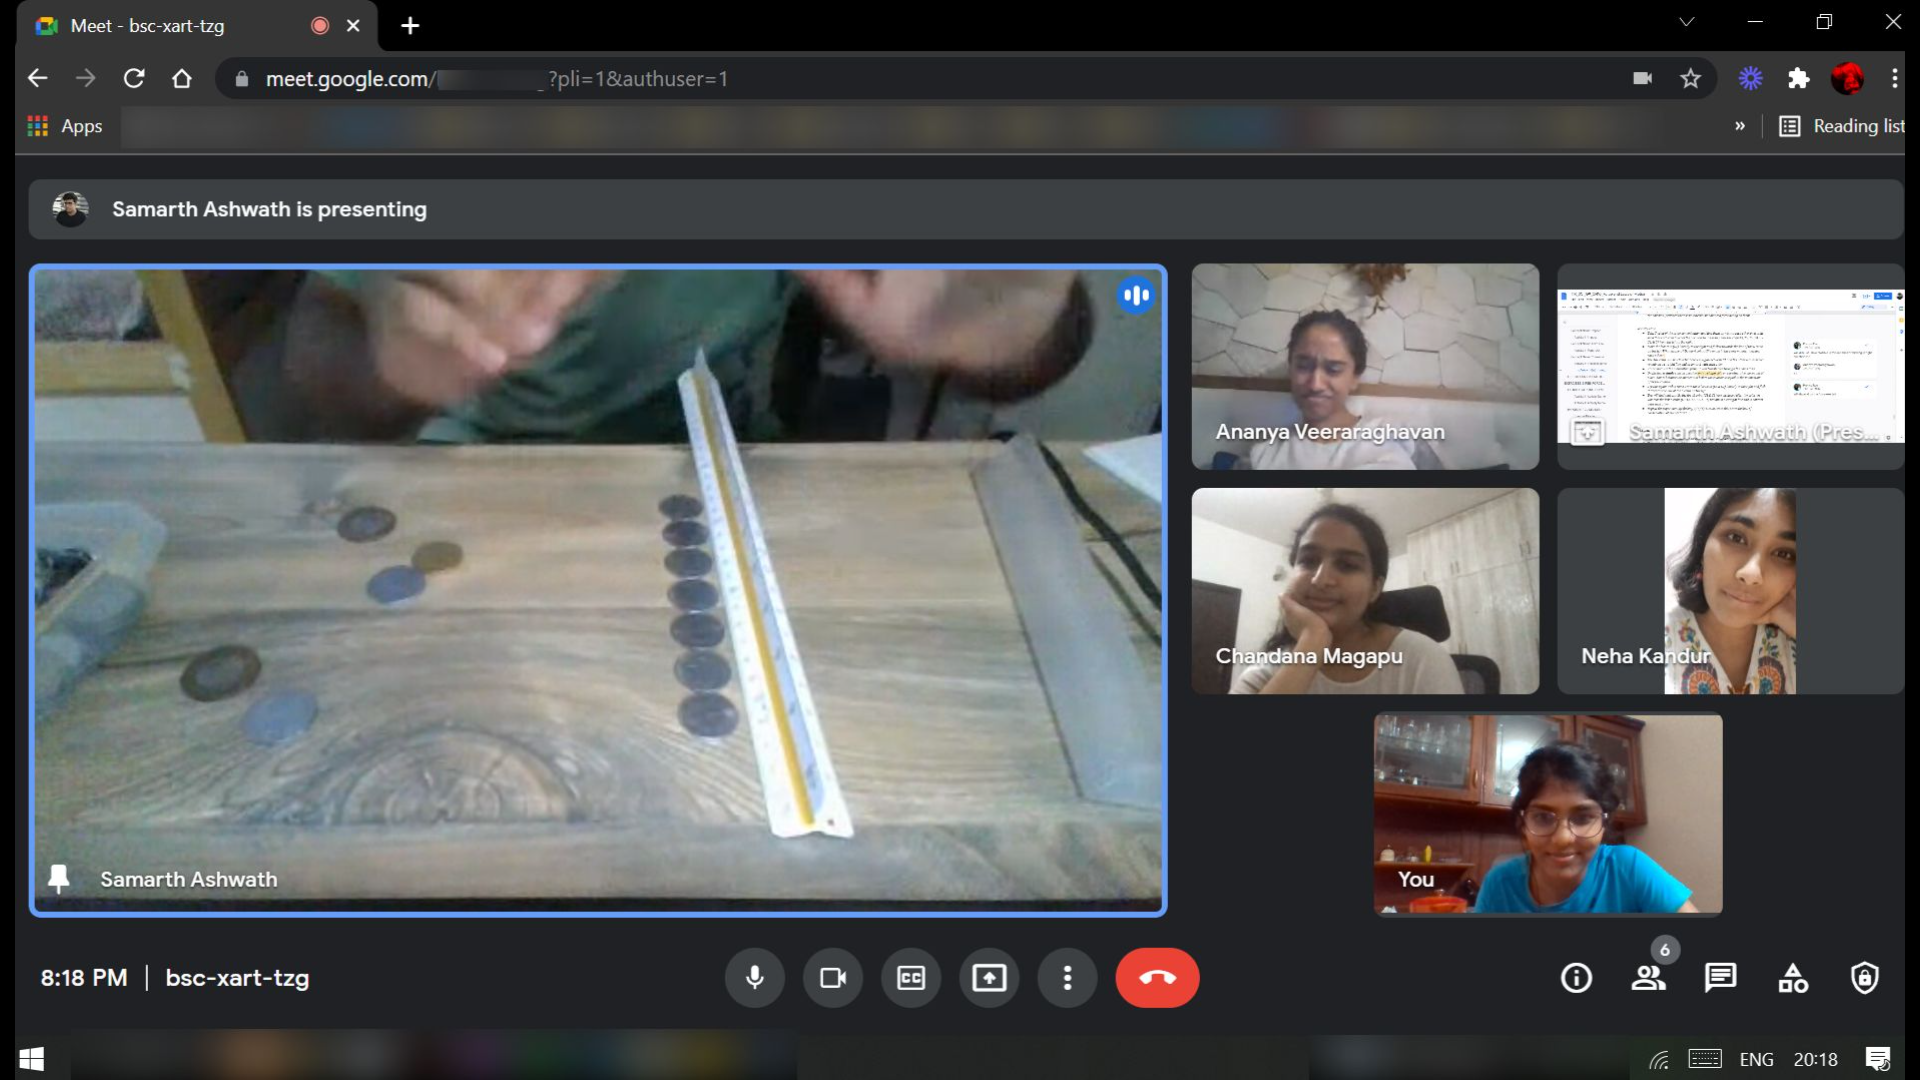 Meet - bsc-xart-tzg
meet.google.com/
?pli=1&authuser=1
Apps
»
Reading list
Samarth Ashwath is presenting
Samarth Ashwath
Ananya Veeraraghavan
Samarth Ashwath (Pres...
Chandana Magapu
Neha Kandur
You
8:18 PM | bsc-xart-tzg
CC
6
ENG
20:18